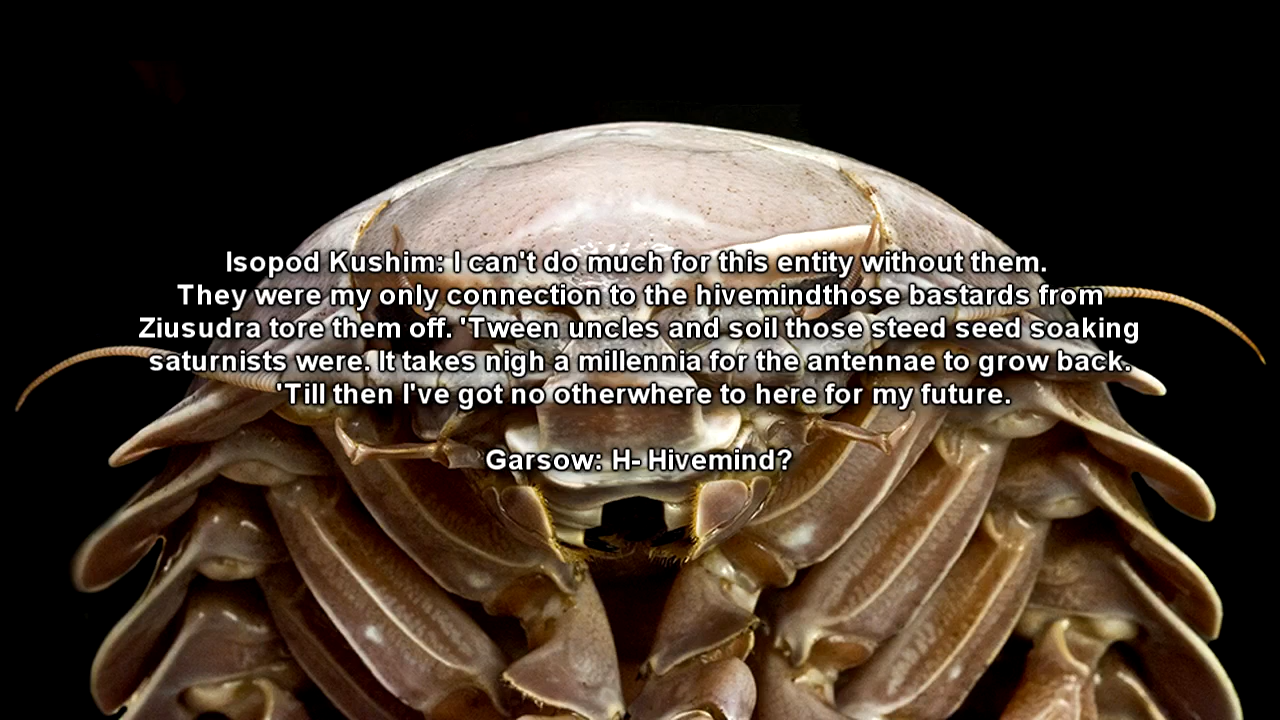 Isopod Kushim: I can't do much for this entity without them.
They were my only connection to the hivemindthose bastards from
Ziusudra tore them off. 'Tween uncles and soil those steed seed soaking
saturnists were. It takes nigh a millennia for the antennae to grow back.
'Till then I've got no otherwhere to here for my future.
Garsow: H- Hivemind?